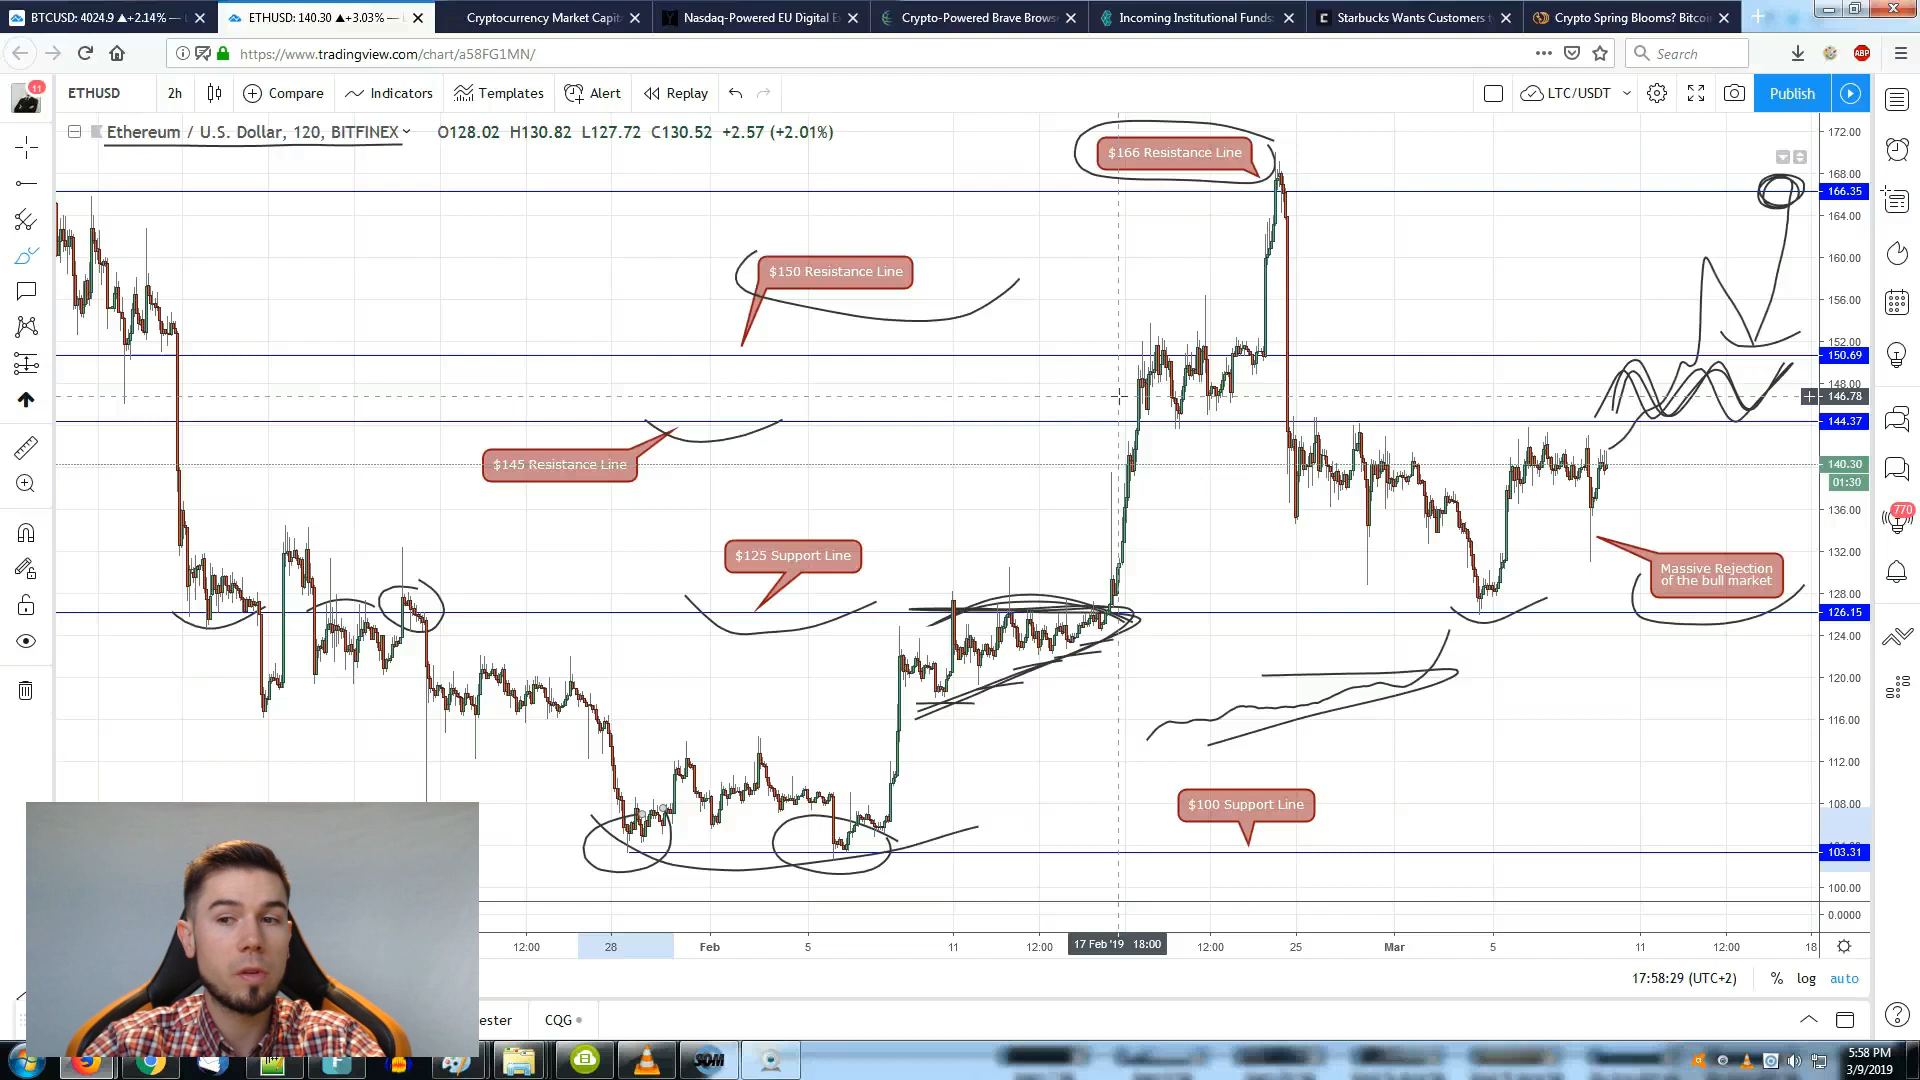 BTCUSD: 4024.9 ▲+2.14% —
ETHUSD: 140.30 ▲+3.03% —
Cryptocurrency Market Capit
Nasdaq-Powered EU Digital E
Crypto-Powered Brave Brows
Incoming Institutional Funds
Starbucks Wants Customers t
Crypto Spring Blooms? Bitcoi
https://www.tradingview.com/chart/a58FG1MN/
Search
ABP
11
ETHUSD
2h
Compare
Indicators
Templates
Alert
Replay
LTC/USDT
Publish
Ethereum / U.S. Dollar, 120, BITFINEX
O128.02 H130.82 L127.72 C130.52 +2.57 (+2.01%)
$166 Resistance Line
$150 Resistance Line
$145 Resistance Line
$125 Support Line
Massive Rejection
of the bull market
$100 Support Line
172.00
168.00
166.35
164.00
160.00
156.00
152.00
150.69
148.00
146.78
144.37
140.30
01:30
136.00
132.00
128.00
126.15
124.00
120.00
116.00
112.00
108.00
103.31
100.00
0.0000
770
12:00
28
Feb
5
11
12:00
17 Feb '19 18:00
12:00
25
Mar
5
11
12:00
18
17:58:29 (UTC+2)
%
log
auto
ester
CQG
5:58 PM
3/9/2019